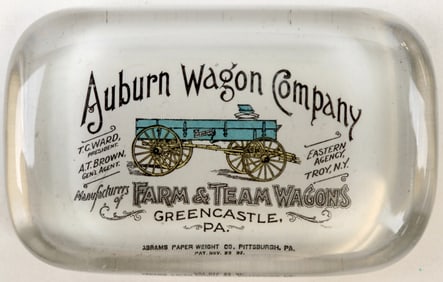 Auburn Wagon Company
T.C. WARD,
PRESIDENT.
A.T. BROWN,
GEN'L AGENT.
EASTERN
AGENCY,
TROY, N.Y.
Manufacturers
of FARM & TEAM WAGONS
GREENCASTLE,
PA.
ABRAMS PAPER WEIGHT CO. PITTSBURGH, PA.